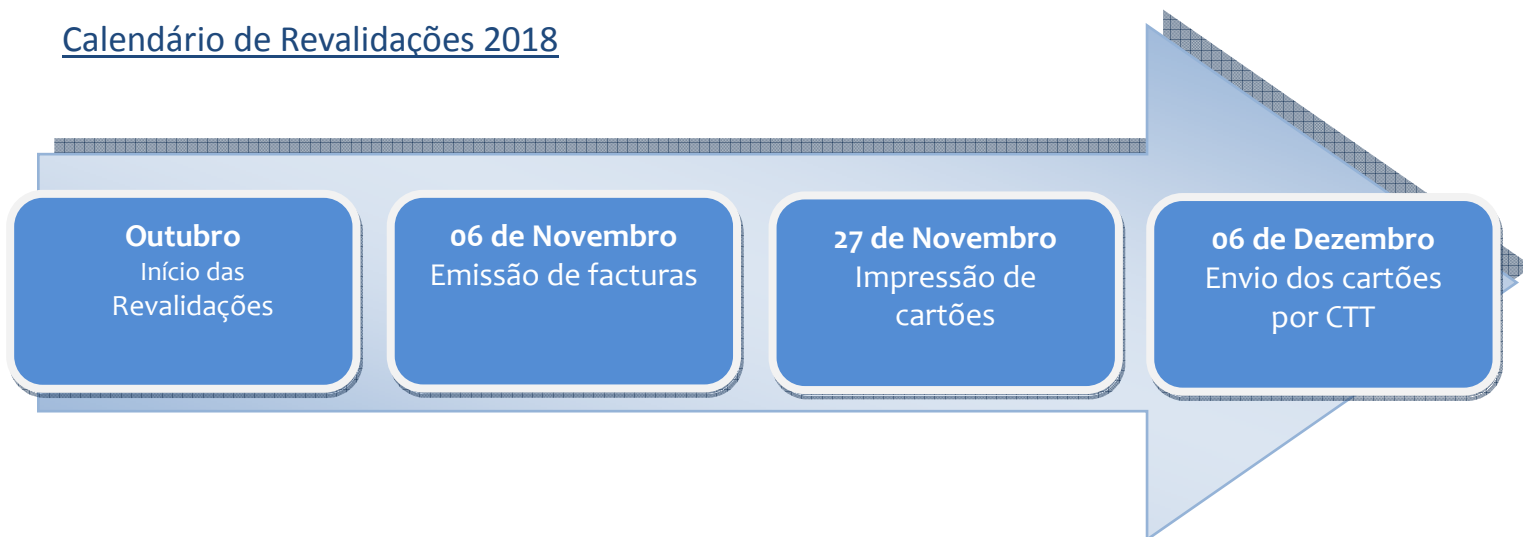 Calendário de Revalidações 2018
Outubro
Início das
Revalidações
06 de Novembro
Emissão de facturas
27 de Novembro
Impressão de
cartões
06 de Dezembro
Envio dos cartões
por CTT